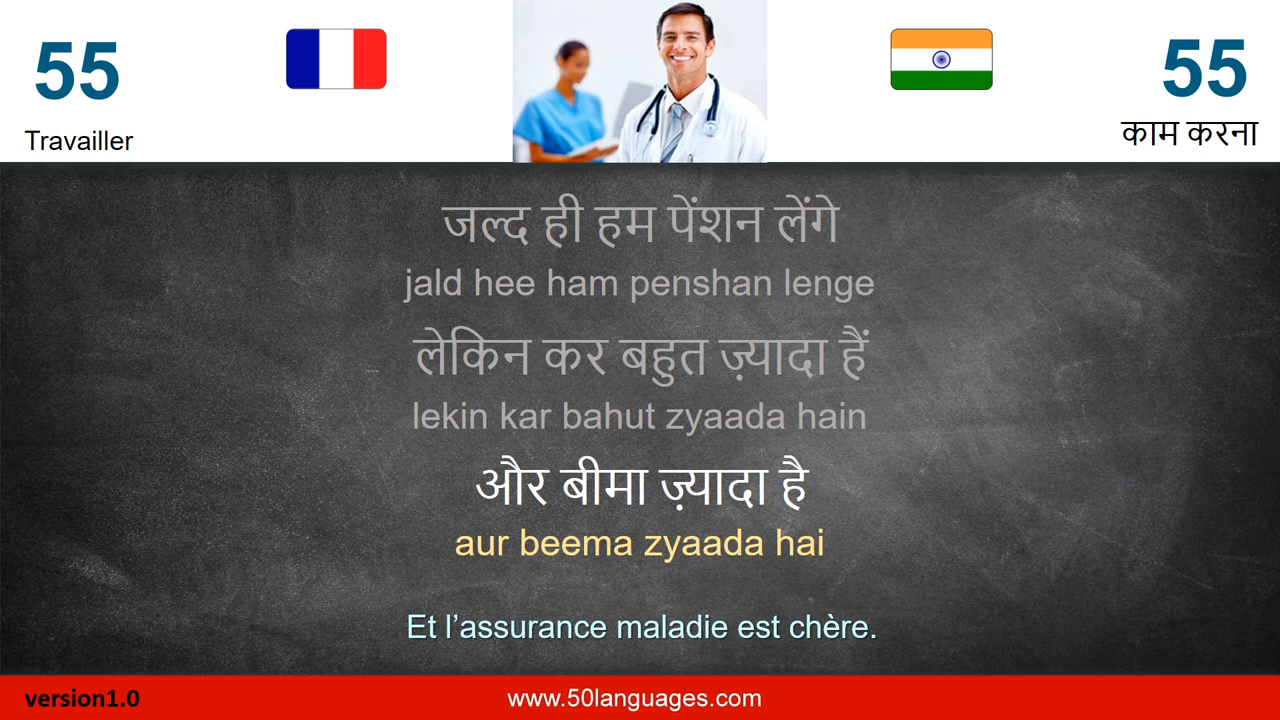 55
Travailler
55
काम करना
जल्द ही हम पेंशन लेंगे
jald hee ham penshan lenge
लेकिन कर बहुत ज़्यादा हैं
lekin kar bahut zyaada hain
और बीमा ज़्यादा है
aur beema zyaada hai
Et l’assurance maladie est chère.
version1.0
www.50languages.com